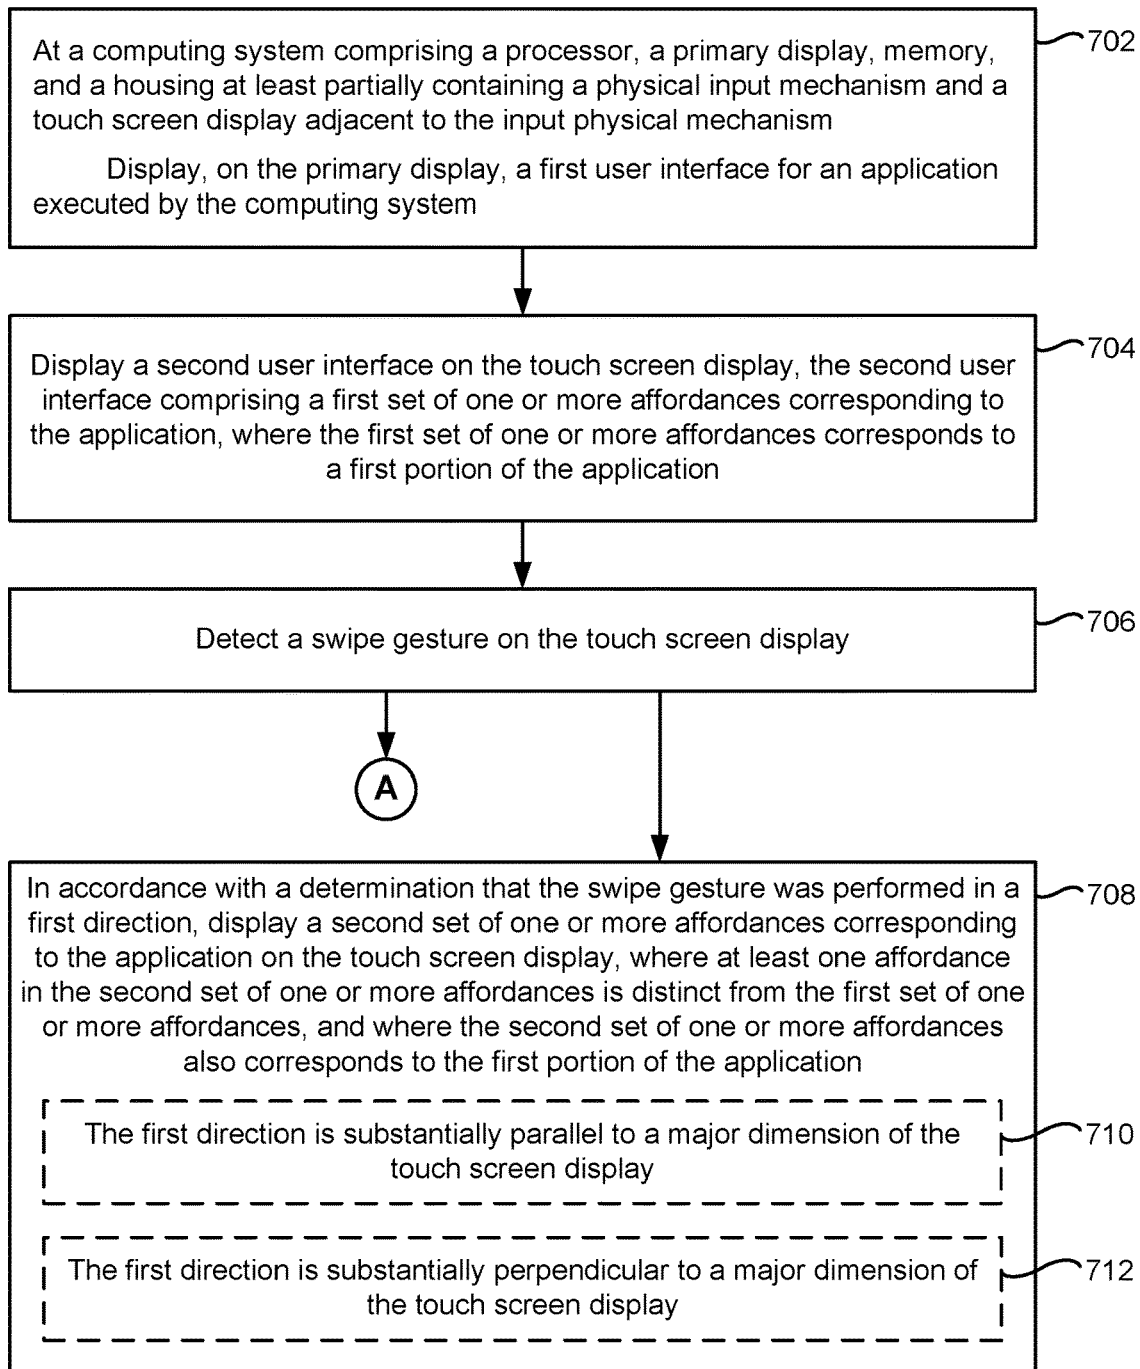 At a computing system comprising a processor, a primary display, memory,
and a housing at least partially containing a physical input mechanism and a
touch screen display adjacent to the input physical mechanism
Display, on the primary display, a first user interface for an application
executed by the computing system
702
Display a second user interface on the touch screen display, the second user
interface comprising a first set of one or more affordances corresponding to
the application, where the first set of one or more affordances corresponds to
a first portion of the application
704
Detect a swipe gesture on the touch screen display
706
A
In accordance with a determination that the swipe gesture was performed in a
first direction, display a second set of one or more affordances corresponding
to the application on the touch screen display, where at least one affordance
in the second set of one or more affordances is distinct from the first set of one
or more affordances, and where the second set of one or more affordances
also corresponds to the first portion of the application
708
The first direction is substantially parallel to a major dimension of the
touch screen display
710
The first direction is substantially perpendicular to a major dimension of
the touch screen display
712